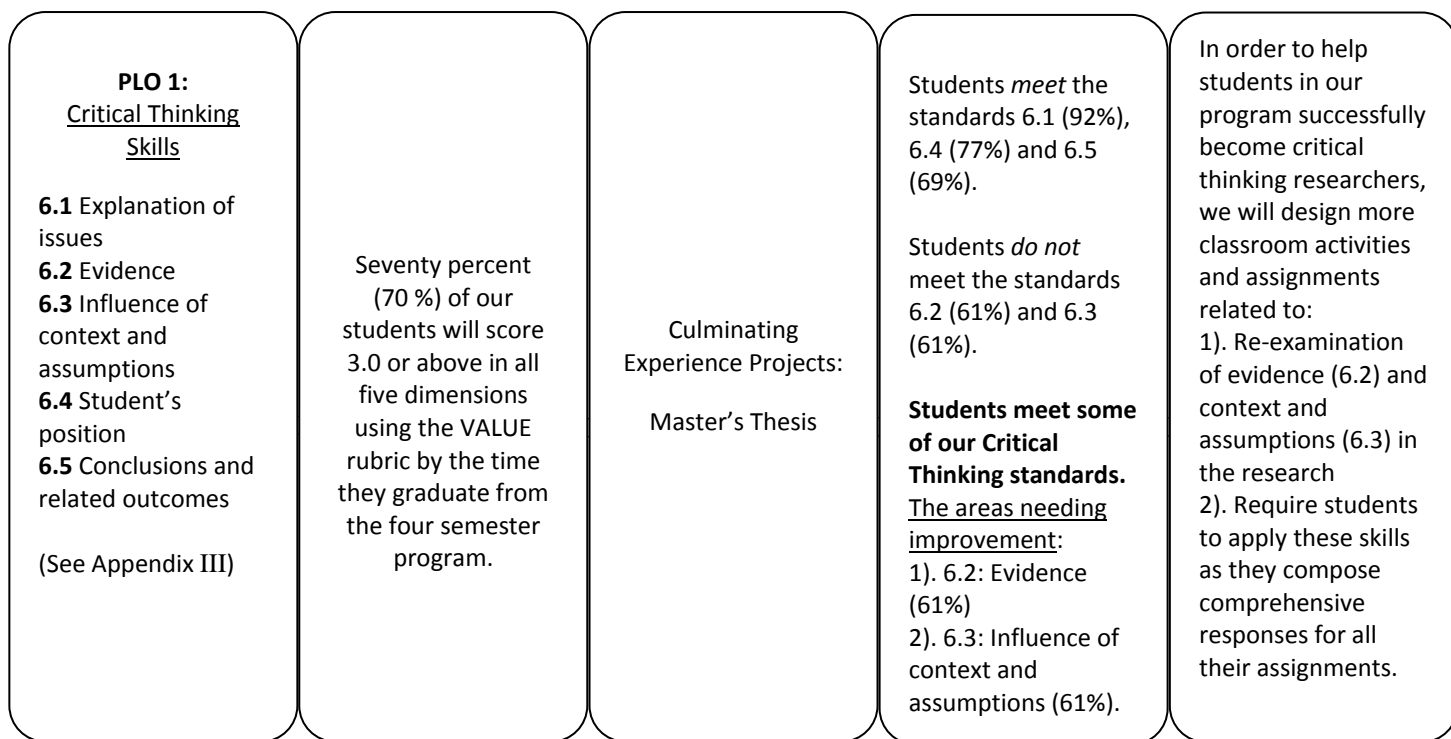 PLO 1:
Critical Thinking
Skills
6.1 Explanation of
issues
6.2 Evidence
6.3 Influence of
context and
assumptions
6.4 Student’s
position
6.5 Conclusions and
related outcomes
(See Appendix III)
Seventy percent
(70 %) of our
students will score
3.0 or above in all
five dimensions
using the VALUE
rubric by the time
they graduate from
the four semester
program.
Culminating
Experience Projects:
Master’s Thesis
Students meet the
standards 6.1 (92%),
6.4 (77%) and 6.5
(69%).
Students do not
meet the standards
6.2 (61%) and 6.3
(61%).
Students meet some
of our Critical
Thinking standards.
The areas needing
improvement:
1). 6.2: Evidence
(61%)
2). 6.3: Influence of
context and
assumptions (61%).
In order to help
students in our
program successfully
become critical
thinking researchers,
we will design more
classroom activities
and assignments
related to:
1). Re-examination
of evidence (6.2) and
context and
assumptions (6.3) in
the research
2). Require students
to apply these skills
as they compose
comprehensive
responses for all
their assignments.